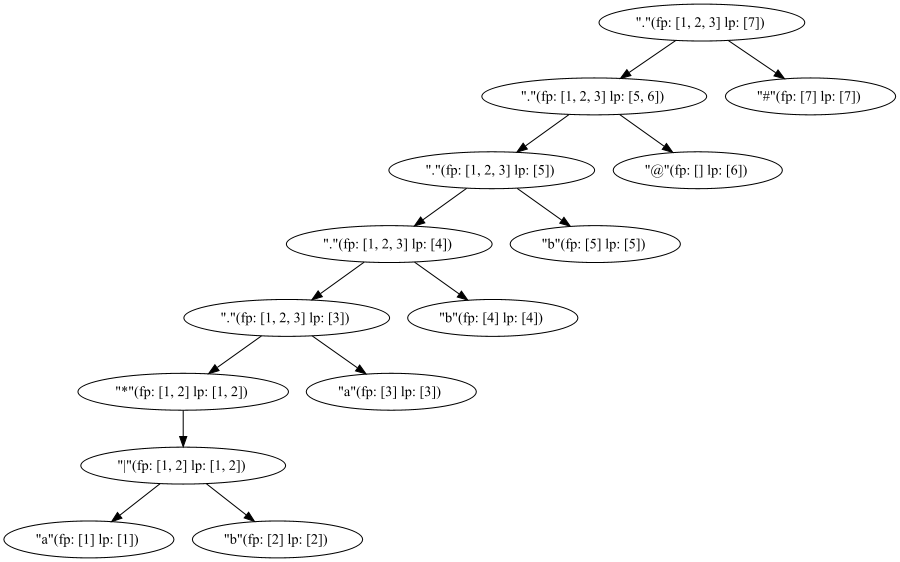 "."(fp: [1, 2, 3] lp: [7])
"."(fp: [1, 2, 3] lp: [5, 6])
"#"(fp: [7] lp: [7])
"."(fp: [1, 2, 3] lp: [5])
"@"(fp: [] lp: [6])
"."(fp: [1, 2, 3] lp: [4])
"b"(fp: [5] lp: [5])
"."(fp: [1, 2, 3] lp: [3])
"b"(fp: [4] lp: [4])
"*"(fp: [1, 2] lp: [1, 2])
"a"(fp: [3] lp: [3])
"|"(fp: [1, 2] lp: [1, 2])
"a"(fp: [1] lp: [1])
"b"(fp: [2] lp: [2])